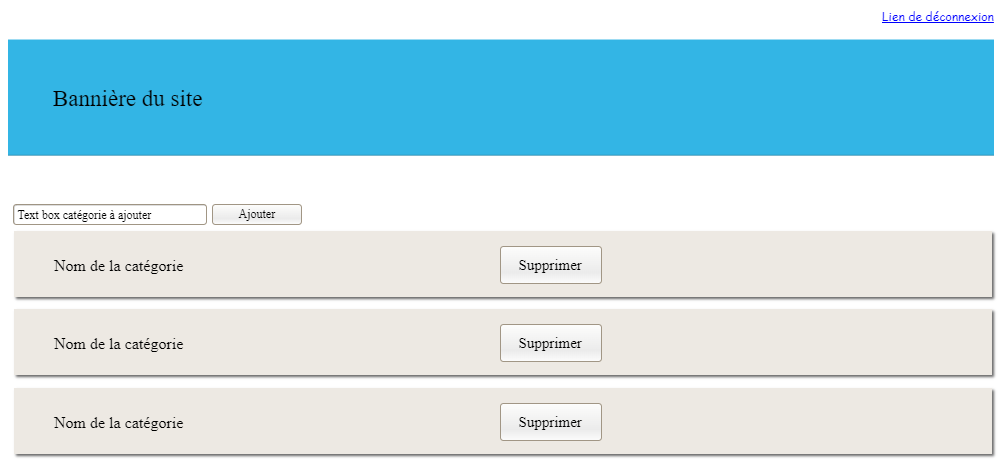 Lien de déconnexion
Bannière du site
Text box catégorie à ajouter Ajouter
Nom de la catégorie Supprimer
Nom de la catégorie Supprimer
Nom de la catégorie Supprimer